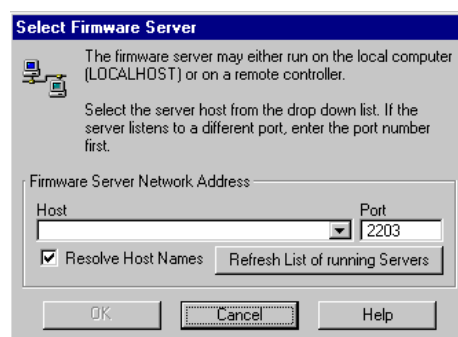 Select Firmware Server
The firmware server may either run on the local computer
(LOCALHOST) or on a remote controller.
Select the server host from the drop down list. If the
server listens to a different port, enter the port number
first.
Firmware Server Network Address
Host Port
2203
Resolve Host Names Refresh List of running Servers
OK Cancel Help